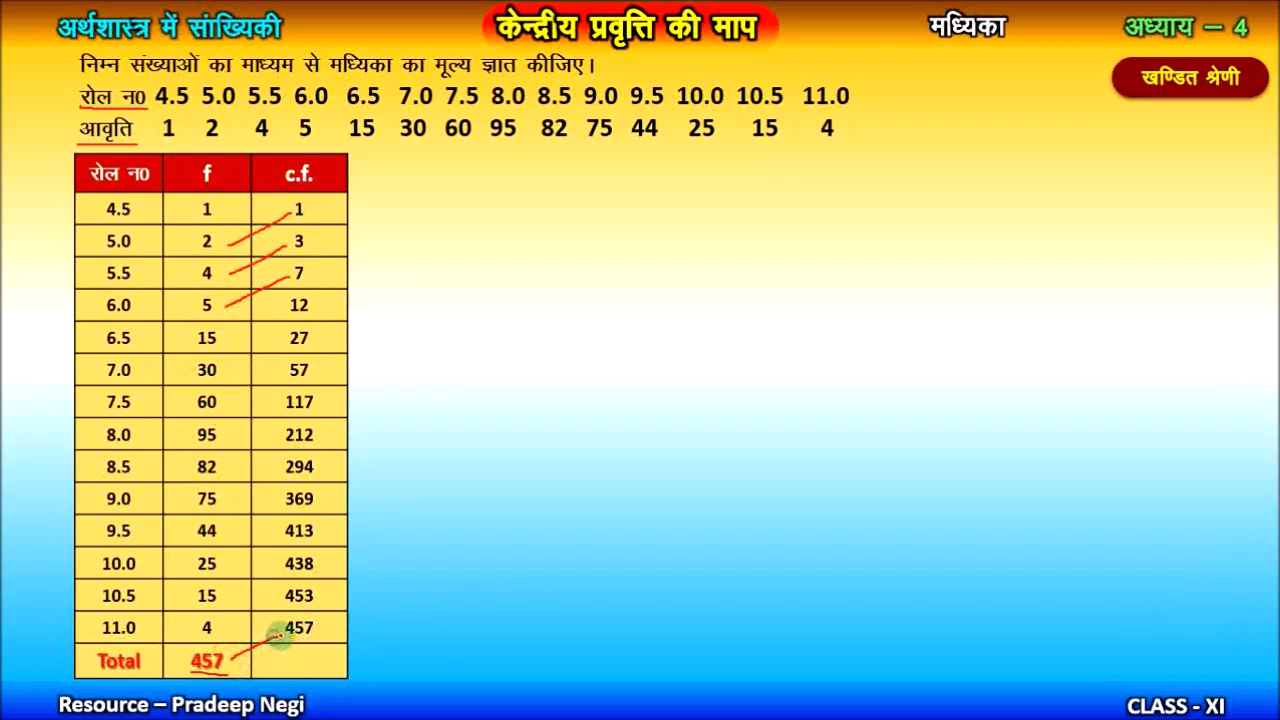 अर्थशास्त्र में सांख्यिकी केन्द्रीय प्रवृत्ति की माप मध्यिका अध्याय – 4
निम्न संख्याओं का माध्यम से मध्यिका का मूल्य ज्ञात कीजिए।
खण्डित श्रेणी
रोल न0 4.5 5.0 5.5 6.0 6.5 7.0 7.5 8.0 8.5 9.0 9.5 10.0 10.5 11.0
आवृति 1 2 4 5 15 30 60 95 82 75 44 25 15 4
रोल न0 f c.f.
4.5 1 1
5.0 2 3
5.5 4 7
6.0 5 12
6.5 15 27
7.0 30 57
7.5 60 117
8.0 95 212
8.5 82 294
9.0 75 369
9.5 44 413
10.0 25 438
10.5 15 453
11.0 4 457
Total 457
Resource – Pradeep Negi CLASS - XI